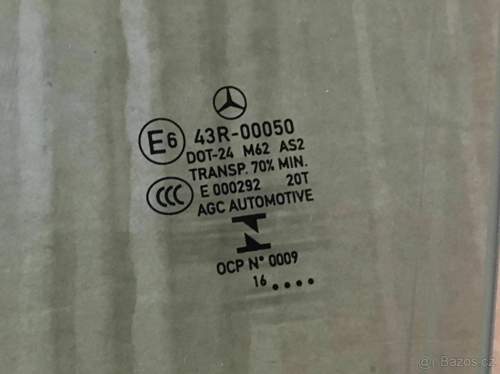 E6 43R-00050
DOT-24 M62 AS2
TRANSP. 70% MIN.
CCC E 000292 20T
AGC AUTOMOTIVE
OCP N° 0009
16 ....
Bazos.cz